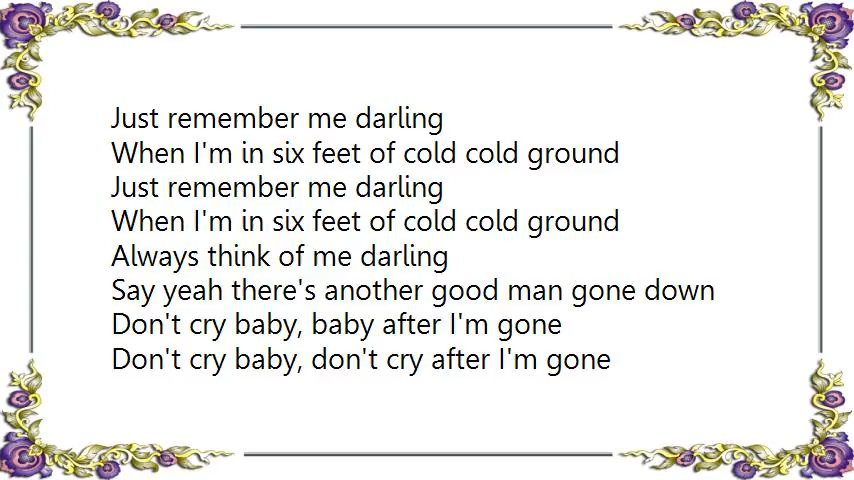 Just remember me darling
When I'm in six feet of cold cold ground
Just remember me darling
When I'm in six feet of cold cold ground
Always think of me darling
Say yeah there's another good man gone down
Don't cry baby, baby after I'm gone
Don't cry baby, don't cry after I'm gone